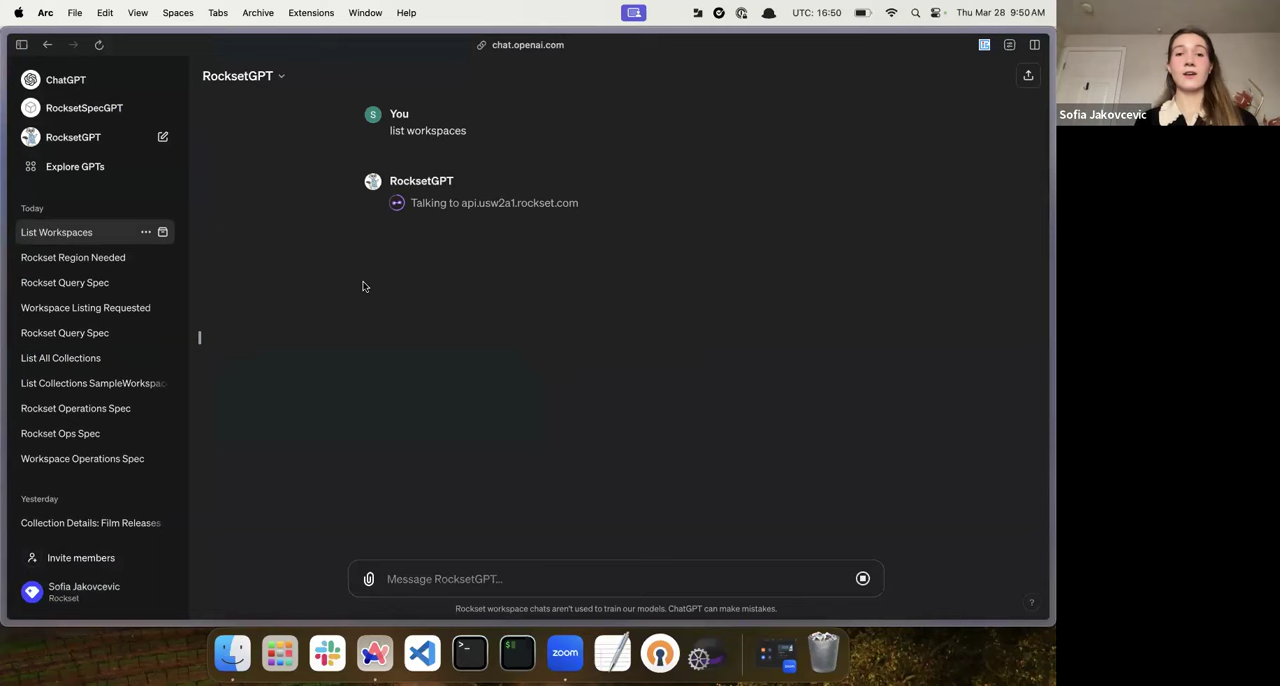 Arc File Edit View Spaces Tabs Archive Extensions Window Help UTC: 16:50 Thu Mar 28 9:50 AM
chat.openai.com
ChatGPT
RocksetSpecGPT
RocksetGPT
Explore GPTs
Today
List Workspaces
Rockset Region Needed
Rockset Query Spec
Workspace Listing Requested
Rockset Query Spec
List All Collections
List Collections SampleWorkspac
Rockset Operations Spec
Rockset Ops Spec
Workspace Operations Spec
Yesterday
Collection Details: Film Releases
Invite members
Sofia Jakovcevic
Rockset
RocksetGPT
S You
list workspaces
RocksetGPT
Talking to api.usw2a1.rockset.com
Message RocksetGPT...
Rockset workspace chats aren't used to train our models. ChatGPT can make mistakes.
?
zoom
Sofia Jakovcevic